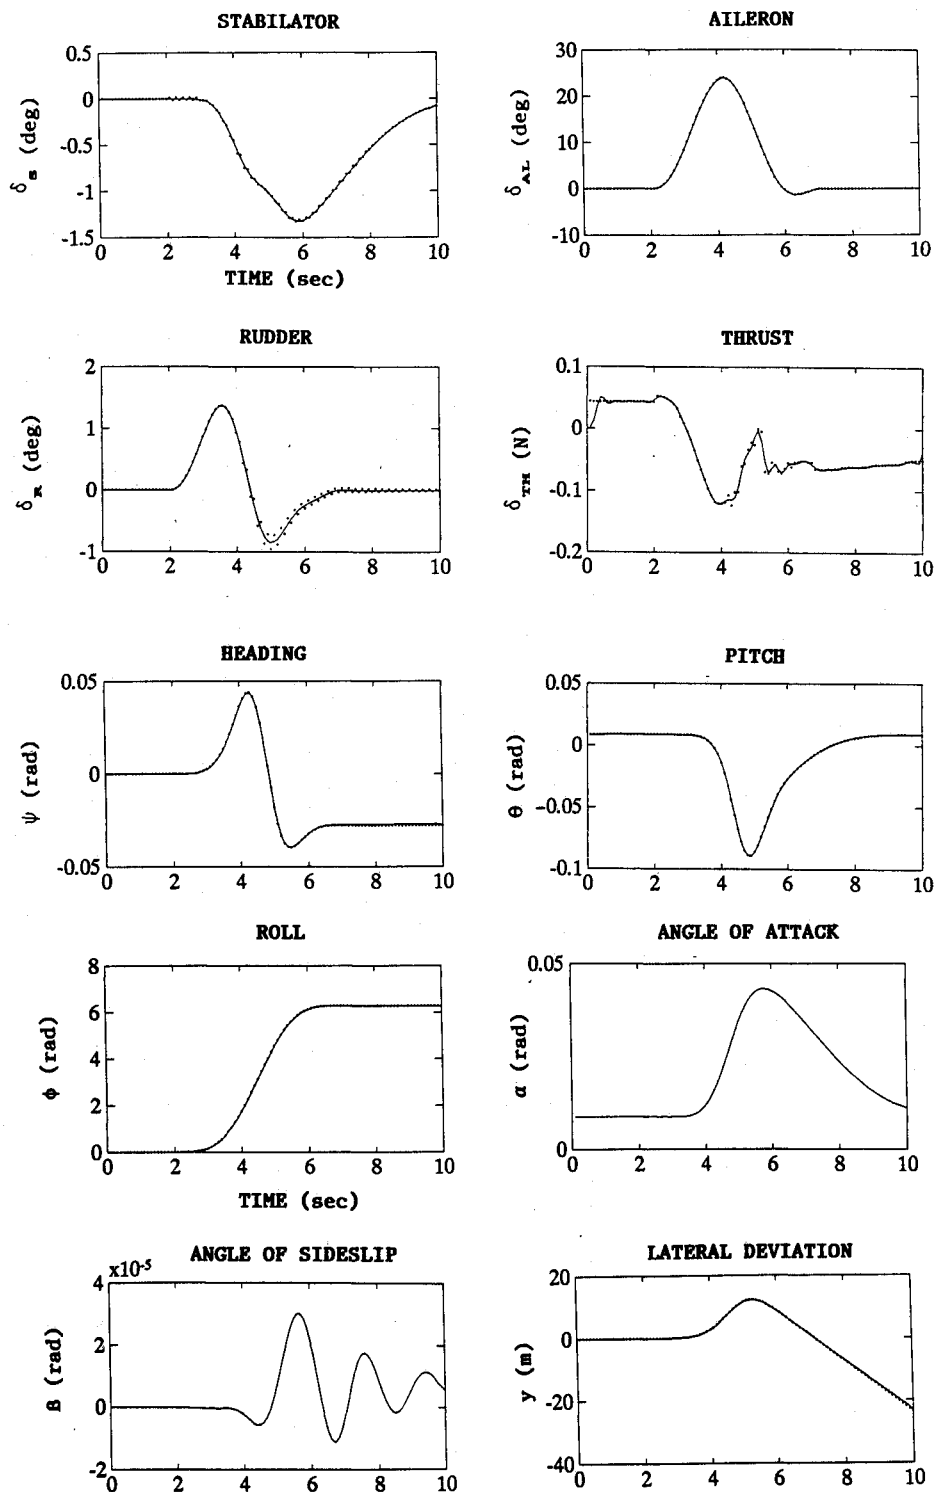 STABILATOR
0.5
0
-0.5
-1
-1.5
δS (deg)
0 2 4 6 8 10
TIME (sec)
AILERON
30
20
10
0
-10
δAL (deg)
0 2 4 6 8 10
RUDDER
2
1
0
-1
δR (deg)
0 2 4 6 8 10
THRUST
0.1
0
-0.1
-0.2
δTH (N)
0 2 4 6 8 10
HEADING
0.05
0
-0.05
ψ (rad)
0 2 4 6 8 10
PITCH
0.05
0
-0.05
-0.1
θ (rad)
0 2 4 6 8 10
ROLL
8
6
4
2
0
ϕ (rad)
0 2 4 6 8 10
TIME (sec)
ANGLE OF ATTACK
0.05
0
α (rad)
0 2 4 6 8 10
ANGLE OF SIDESLIP
x10-5
4
2
0
-2
ß (rad)
0 2 4 6 8 10
LATERAL DEVIATION
20
0
-20
-40
y (m)
0 2 4 6 8 10